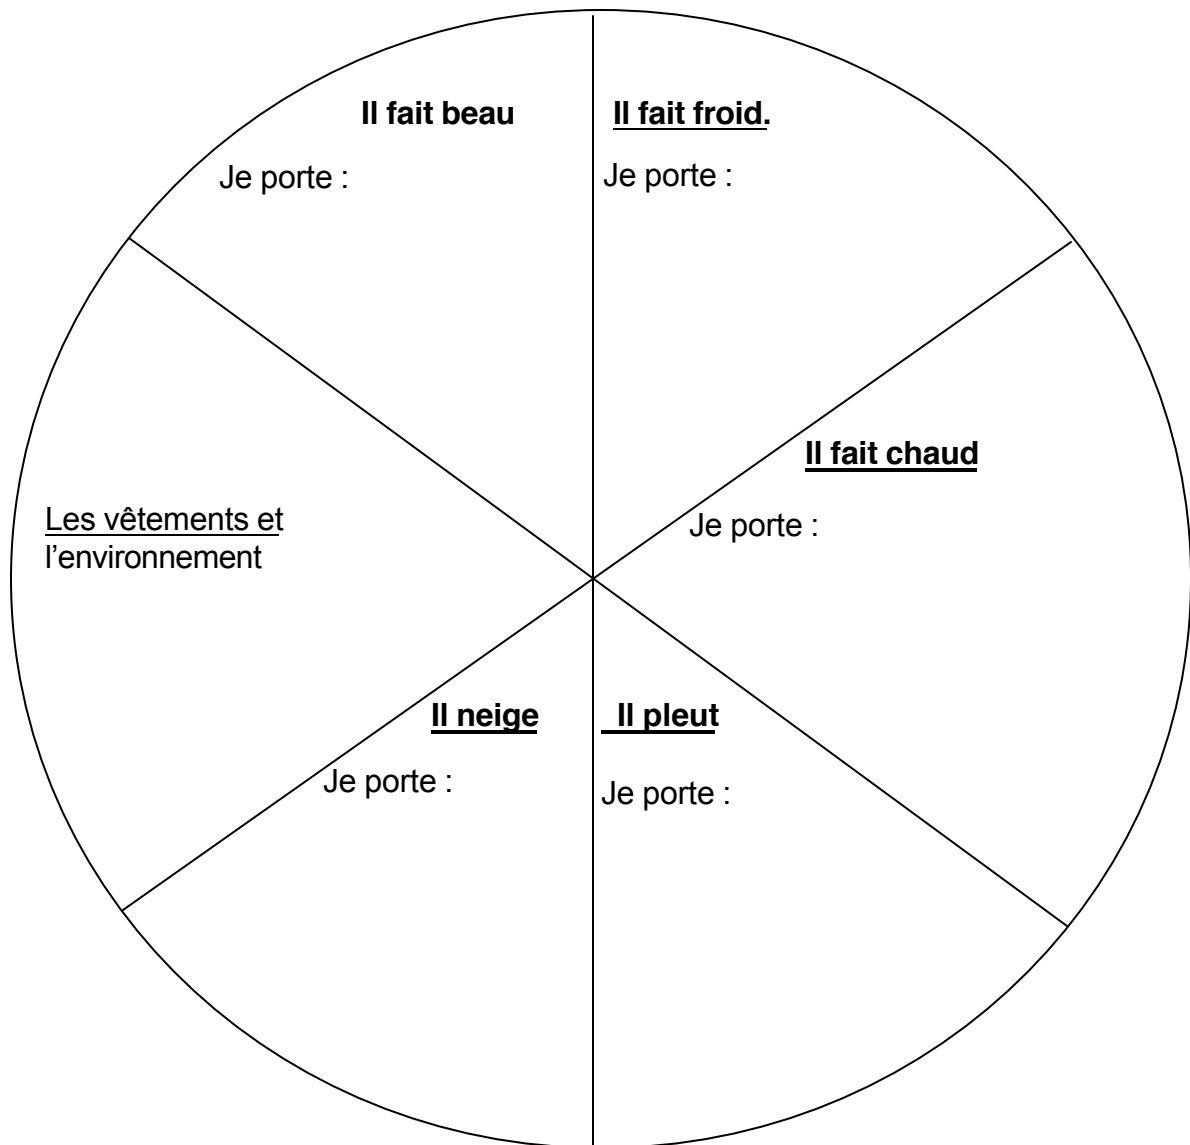 Il fait beau
Je porte :
Il fait froid.
Je porte :
Il fait chaud
Je porte :
Les vêtements et
l’environnement
Il neige
Je porte :
Il pleut
Je porte :